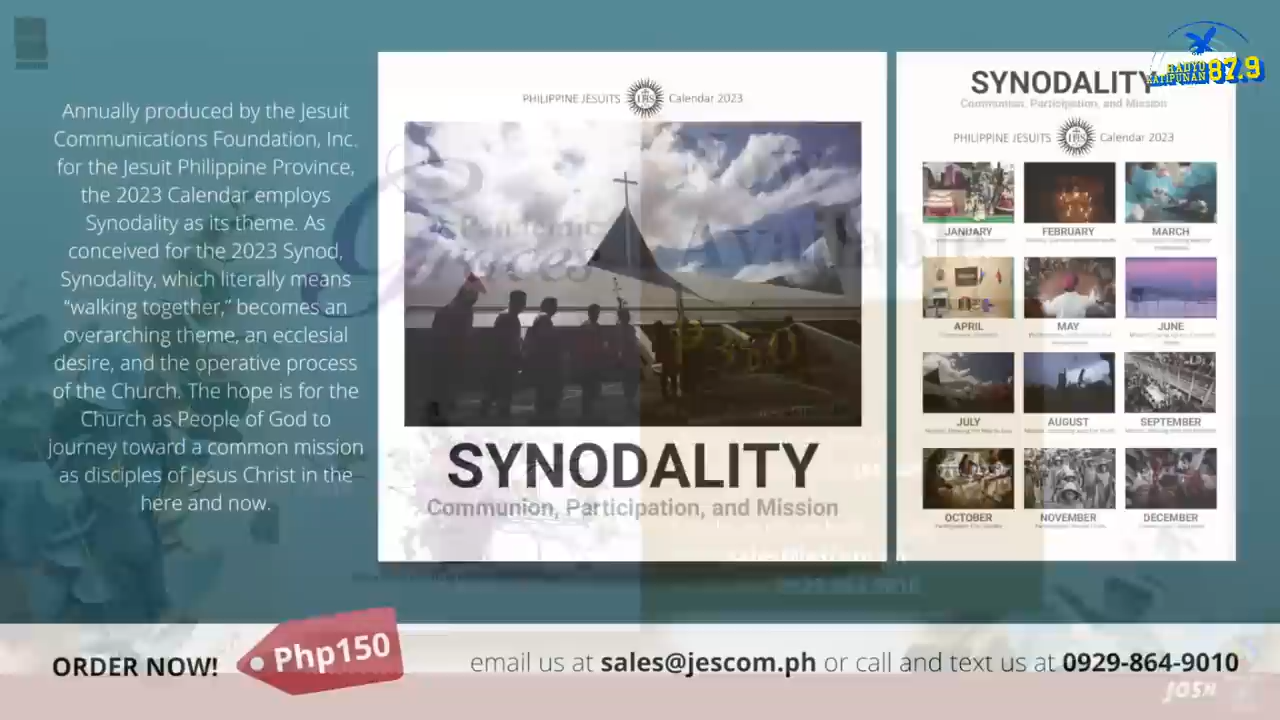 Annually produced by the Jesuit
Communications Foundation, Inc.
for the Jesuit Philippine Province,
the 2023 Calendar employs
Synodality as its theme. As
conceived for the 2023 Synod,
Synodality, which literally means
“walking together,” becomes an
overarching theme, an ecclesial
desire, and the operative process
of the Church. The hope is for the
Church as People of God to
journey toward a common mission
as disciples of Jesus Christ in the
here and now.
PHILIPPINE JESUITS IHS Calendar 2023
Graces
Available
₱350
SYNODALITY
Communion, Participation, and Mission
RADYO
KATIPUNAN 87.9
SYNODALITY
Communion, Participation, and Mission
PHILIPPINE JESUITS IHS Calendar 2023
JANUARY FEBRUARY MARCH
APRIL MAY JUNE
JULY AUGUST SEPTEMBER
OCTOBER NOVEMBER DECEMBER
ORDER NOW! Php150 email us at sales@jescom.ph or call and text us at 0929-864-9010